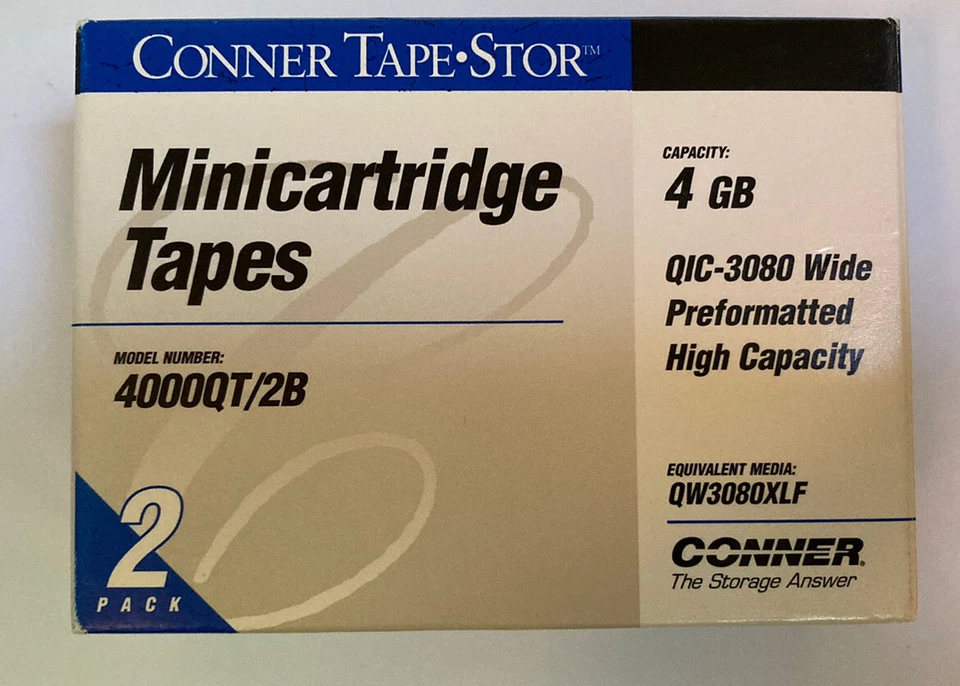 CONNER TAPE•STOR™
Minicartridge
Tapes
MODEL NUMBER:
4000QT/2B
2
PACK
CAPACITY:
4 GB
QIC-3080 Wide
Preformatted
High Capacity
EQUIVALENT MEDIA:
QW3080XLF
CONNER®
The Storage Answer